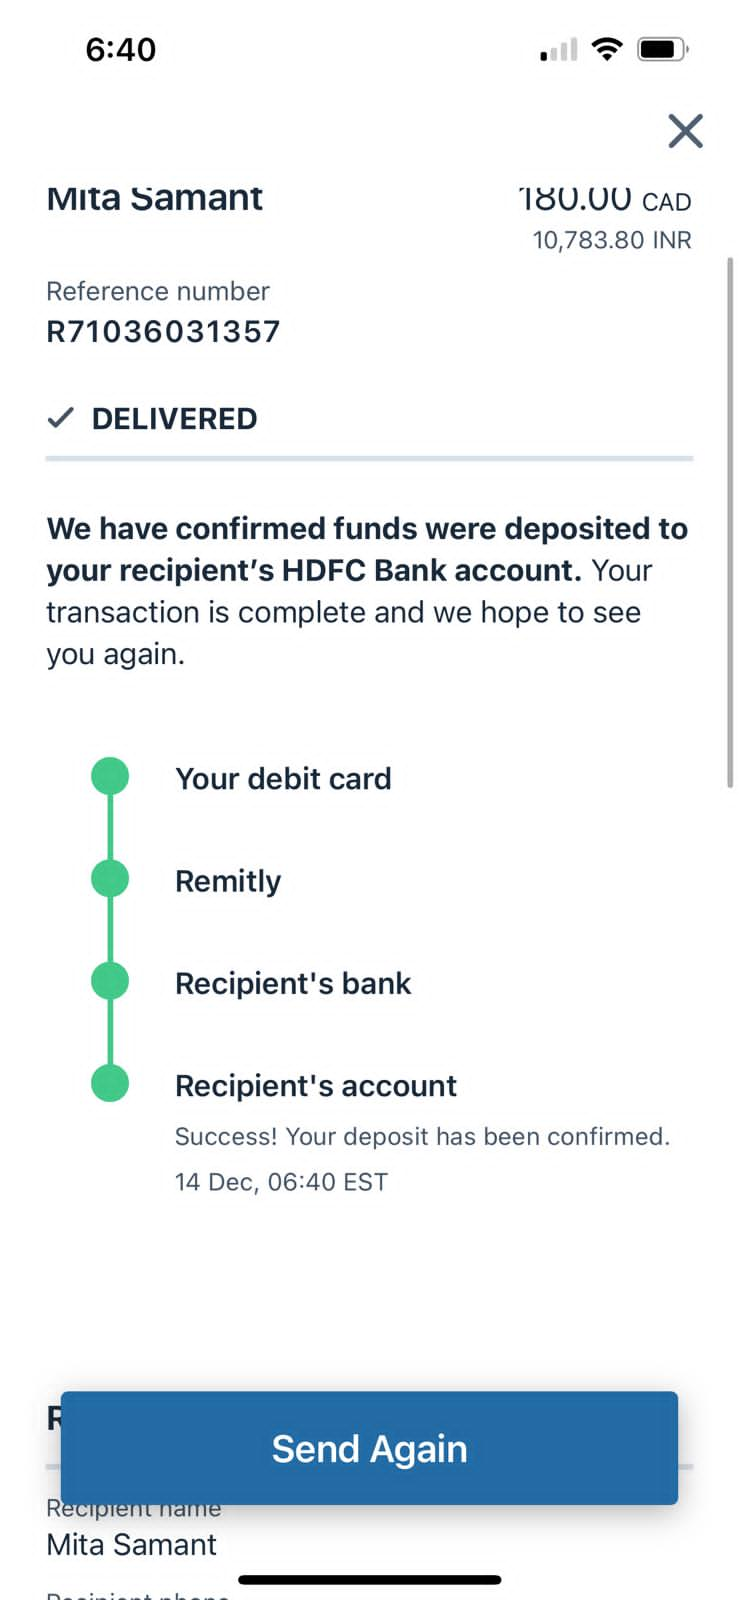 6:40
Mita Samant 180.00 CAD
10,783.80 INR
Reference number
R71036031357
DELIVERED
We have confirmed funds were deposited to
your recipient’s HDFC Bank account. Your
transaction is complete and we hope to see
you again.
Your debit card
Remitly
Recipient's bank
Recipient's account
Success! Your deposit has been confirmed.
14 Dec, 06:40 EST
R
Send Again
Recipient name
Mita Samant
Recipient phone